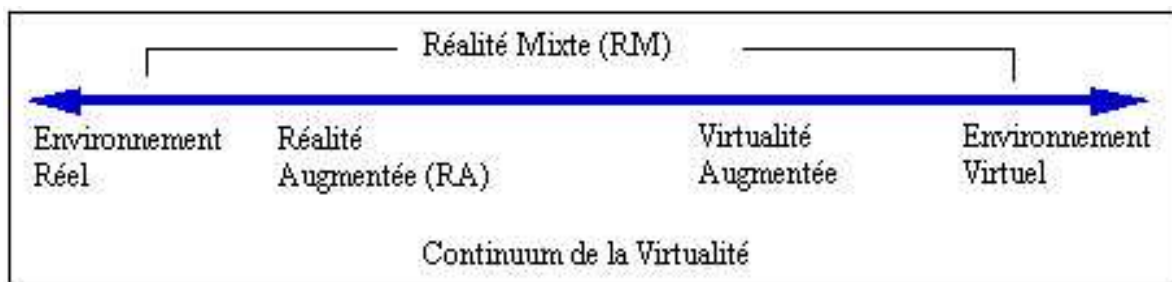 Réalité Mixte (RM)
Environnement
Réel
Réalité
Augmentée (RA)
Virtualité
Augmentée
Environnement
Virtuel
Continuum de la Virtualité